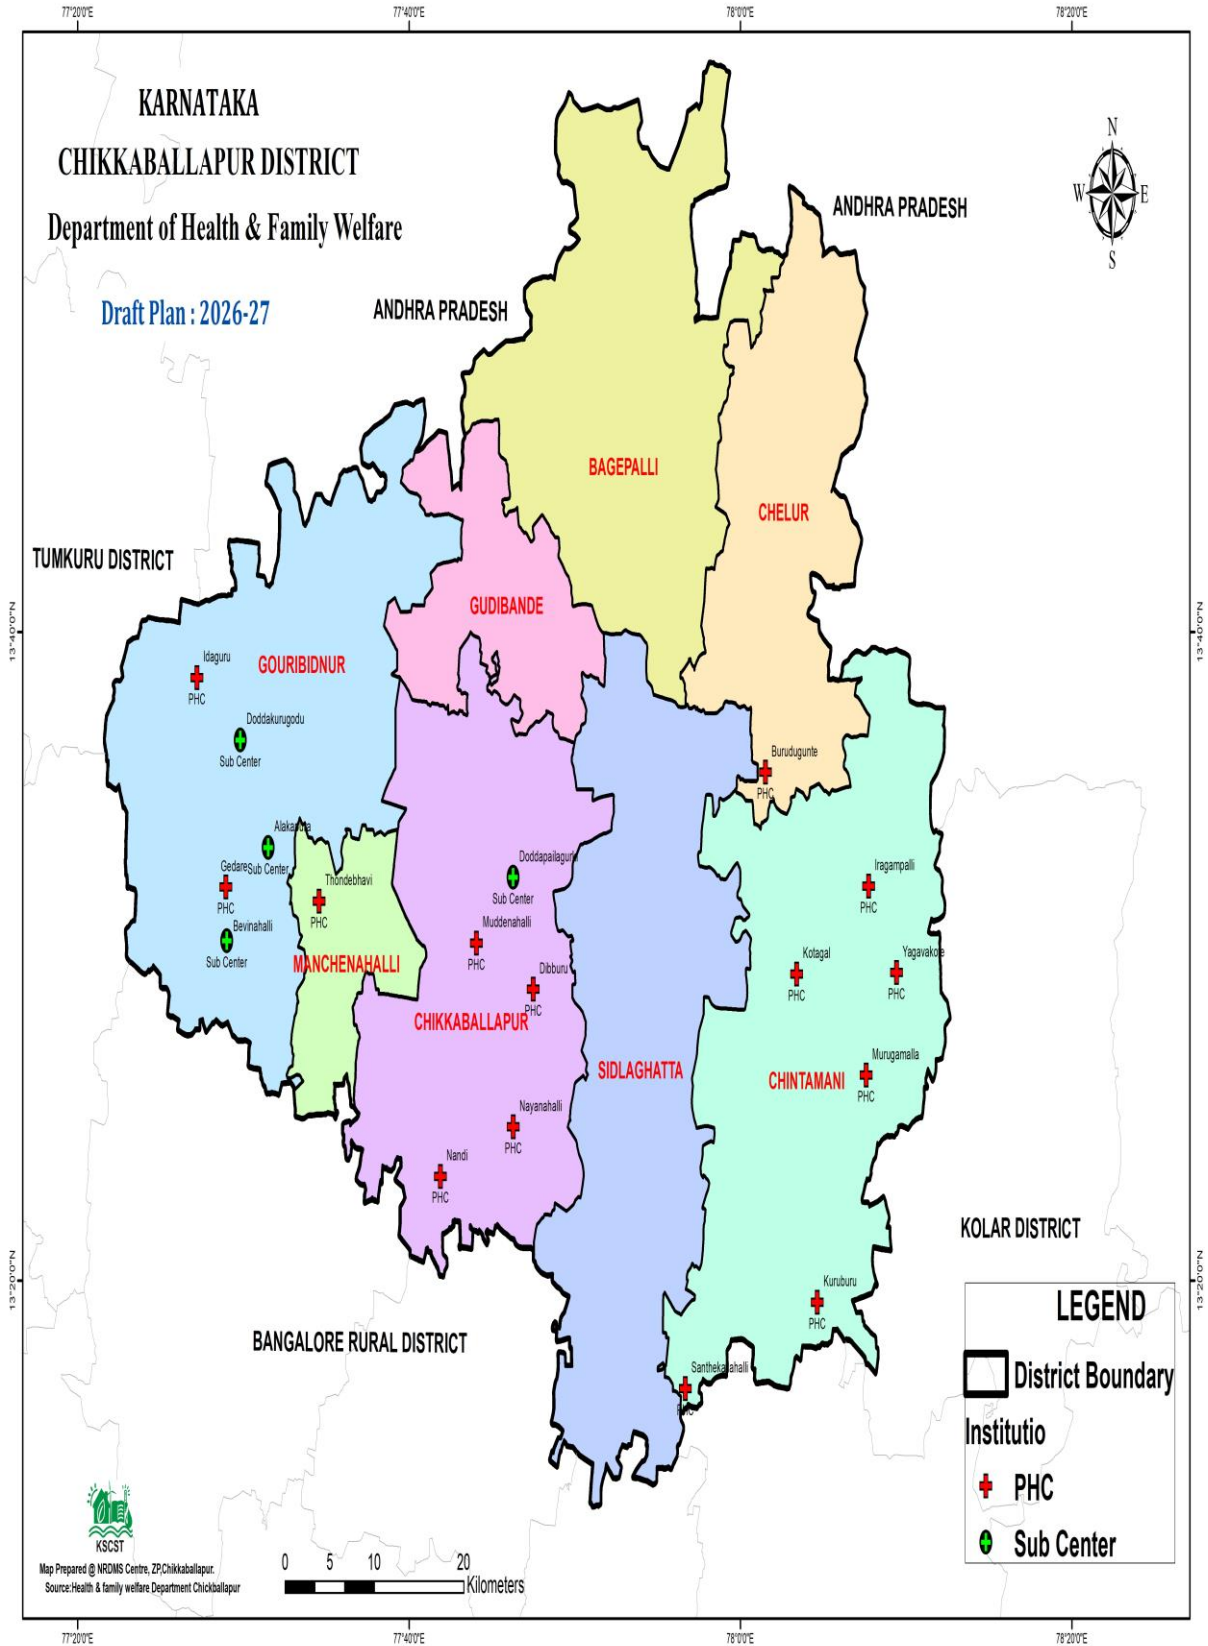 77°20'0"E
77°40'0"E
78°0'0"E
78°20'0"E
KARNATAKA
CHIKKABALLAPUR DISTRICT
Department of Health & Family Welfare
Draft Plan : 2026-27
N
W E
S
ANDHRA PRADESH
ANDHRA PRADESH
BAGEPALLI
CHELUR
TUMKURU DISTRICT
GUDIBANDE
13°40'0"N
13°40'0"N
GOURIBIDNUR
Idaguru
PHC
Doddakurugodu
Sub Center
Burudugunte
PHC
Sub Center
Gedare
PHC
Bevinahalli
Sub Center
Thondebhavi
PHC
MANCHENAHALLI
Sub Center
Muddenahalli
PHC
Dibburu
PHC
CHIKKABALLAPUR
Iragampalli
PHC
Kotagal
PHC
Yagavakote
PHC
SIDLAGHATTA
CHINTAMANI
Murugamalla
PHC
Nayanahalli
PHC
Nandi
PHC
KOLAR DISTRICT
13°20'0"N
13°20'0"N
Kuruburu
PHC
BANGALORE RURAL DISTRICT
Santhekalahalli
PHC
LEGEND
District Boundary
Institutio
PHC
Sub Center
KSCST
Map Prepared @ NRDMS Centre, ZP,Chikkaballapur.
Source:Health & family welfare Department Chickballapur
0 5 10 20
Kilometers
77°20'0"E
77°40'0"E
78°0'0"E
78°20'0"E